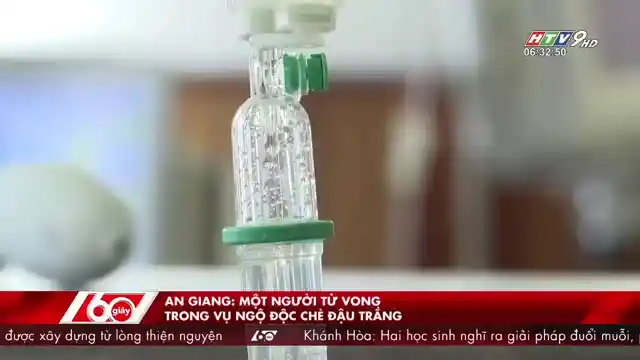 HTV9HD
06:32:50
60 giây
AN GIANG: MỘT NGƯỜI TỬ VONG
TRONG VỤ NGỘ ĐỘC CHÈ ĐẬU TRẮNG
được xây dựng từ lòng thiện nguyện 60 Khánh Hòa: Hai học sinh nghĩ ra giải pháp đuổi muỗi,